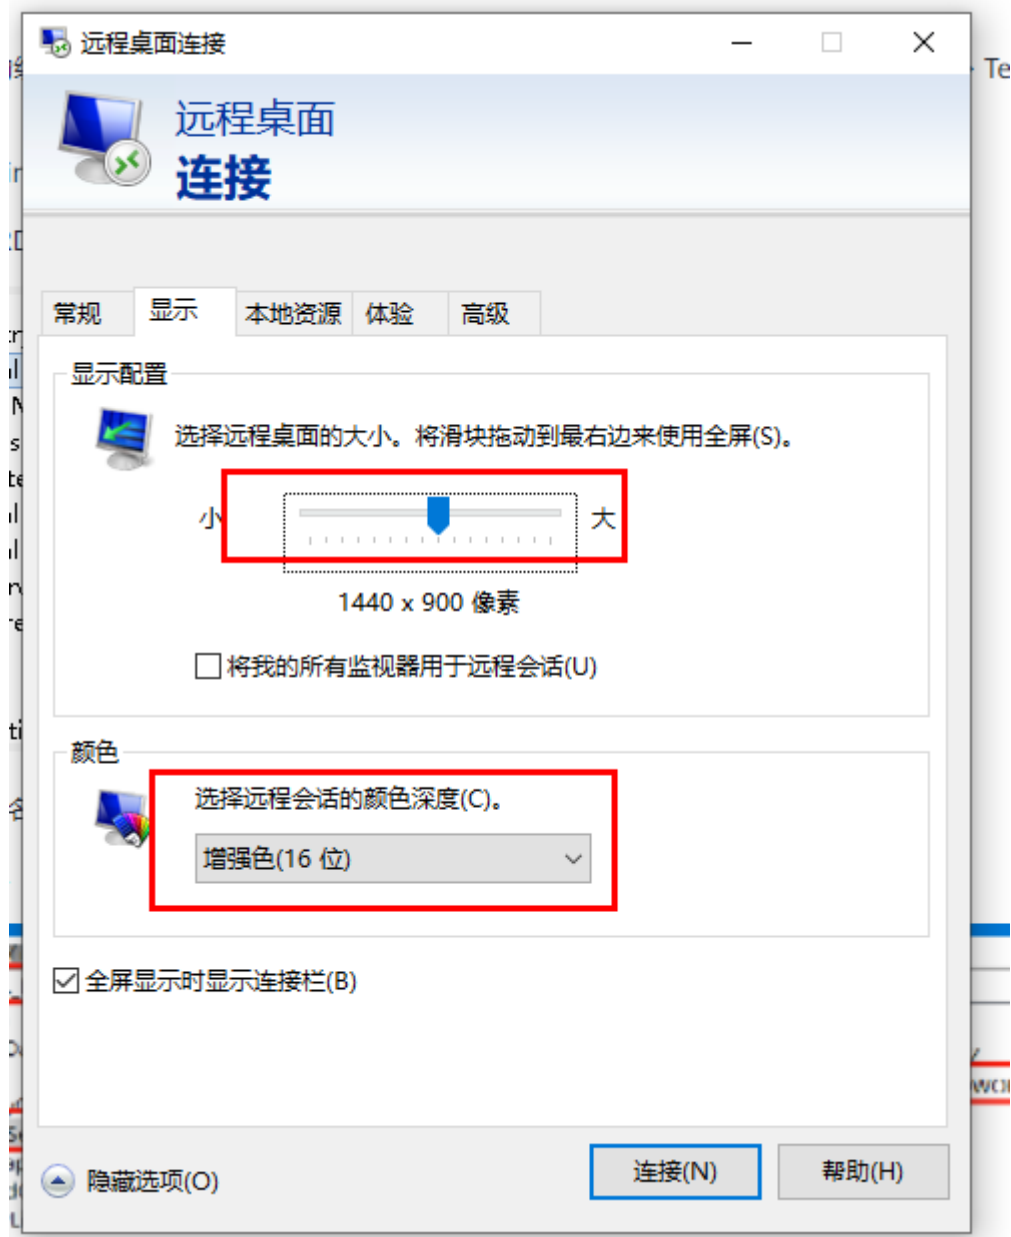 远程桌面连接
Te
远程桌面
连接
常规 显示 本地资源 体验 高级
显示配置
选择远程桌面的大小。将滑块拖动到最右边来使用全屏(S)。
小 大
1440 x 900 像素
将我的所有监视器用于远程会话(U)
颜色
选择远程会话的颜色深度(C)。
增强色(16 位)
全屏显示时显示连接栏(B)
隐藏选项(O) 连接(N) 帮助(H)